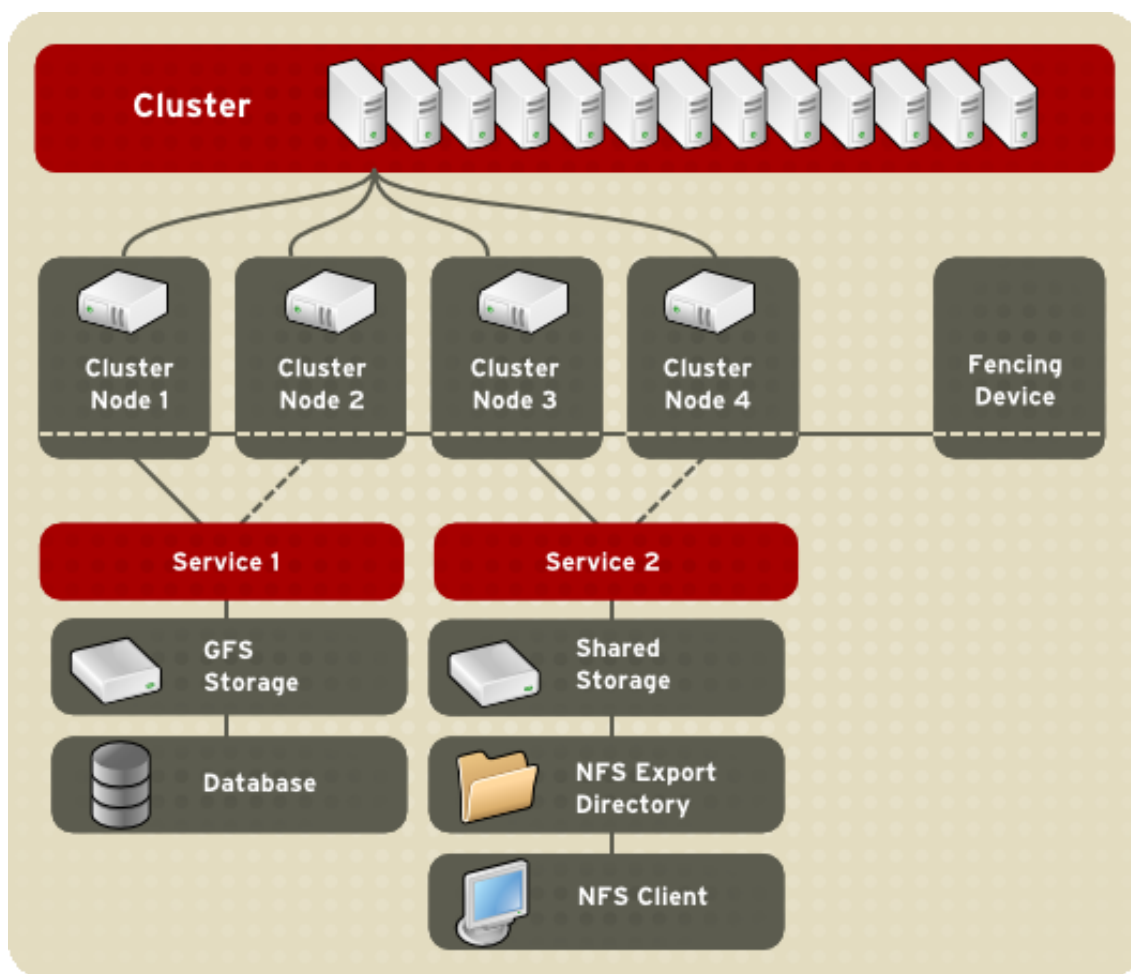 Cluster
Cluster
Node 1
Cluster
Node 2
Cluster
Node 3
Cluster
Node 4
Fencing
Device
Service 1
Service 2
GFS
Storage
Shared
Storage
Database
NFS Export
Directory
NFS Client